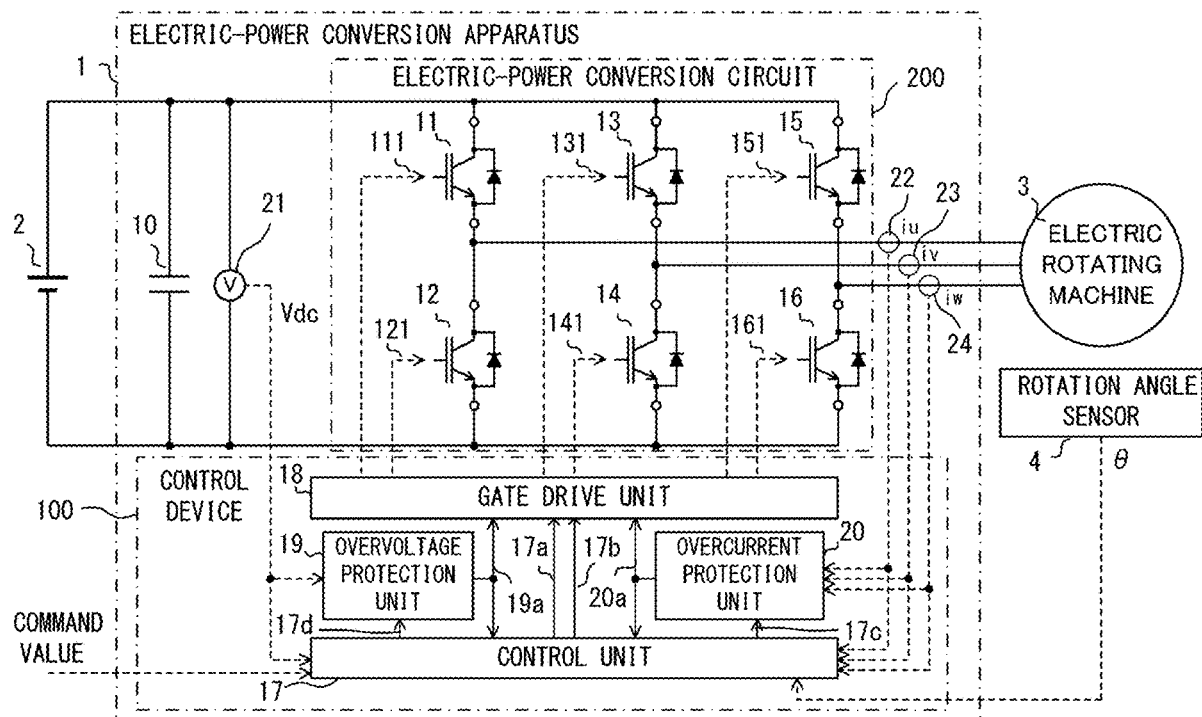 ELECTRIC-POWER CONVERSION APPARATUS
1
ELECTRIC-POWER CONVERSION CIRCUIT
200
11
13
15
111
131
151
22
23
3
2
10
21
V
iu
iv
iw
ELECTRIC
ROTATING
MACHINE
Vdc
12
14
16
121
141
161
24
ROTATION ANGLE
SENSOR
4
θ
CONTROL
DEVICE
100
18
GATE DRIVE UNIT
19
OVERVOLTAGE
PROTECTION
UNIT
17a
17b
19a
20a
20
OVERCURRENT
PROTECTION
UNIT
17d
17c
COMMAND
VALUE
CONTROL UNIT
17